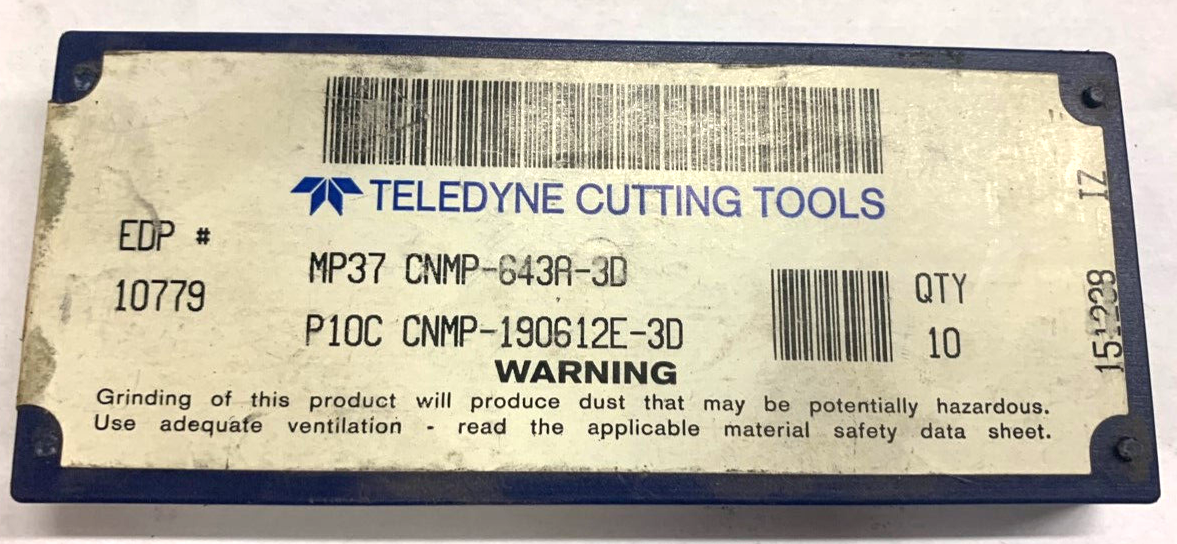 TELEDYNE CUTTING TOOLS
EDP #
10779
MP37 CNMP-643A-3D
P10C CNMP-190612E-3D
QTY
10
WARNING
Grinding of this product will produce dust that may be potentially hazardous.
Use adequate ventilation - read the applicable material safety data sheet.
IZ